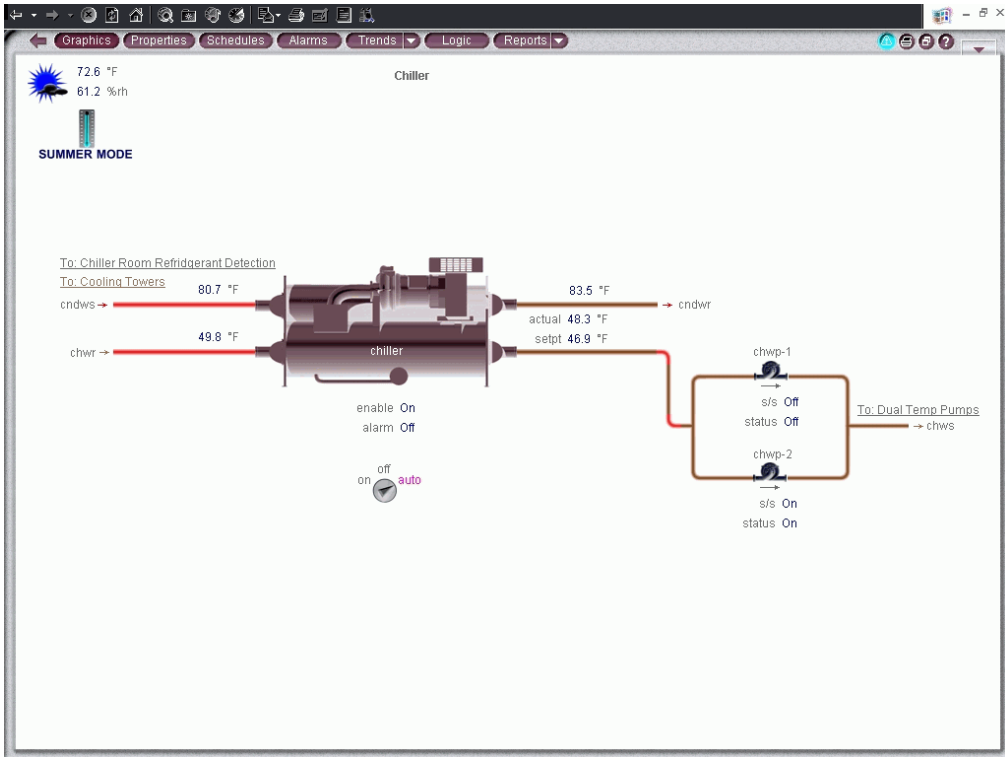 Graphics Properties Schedules Alarms Trends Logic Reports ?
72.6 °F
61.2 %rh
Chiller
SUMMER MODE
To: Chiller Room Refridgerant Detection
To: Cooling Towers
80.7 °F
83.5 °F
cndws
cndwr
actual 48.3 °F
49.8 °F
setpt 46.9 °F
chwr
chiller
chwp-1
enable On
alarm Off
s/s Off
status Off
To: Dual Temp Pumps
chws
chwp-2
off
on auto
s/s On
status On